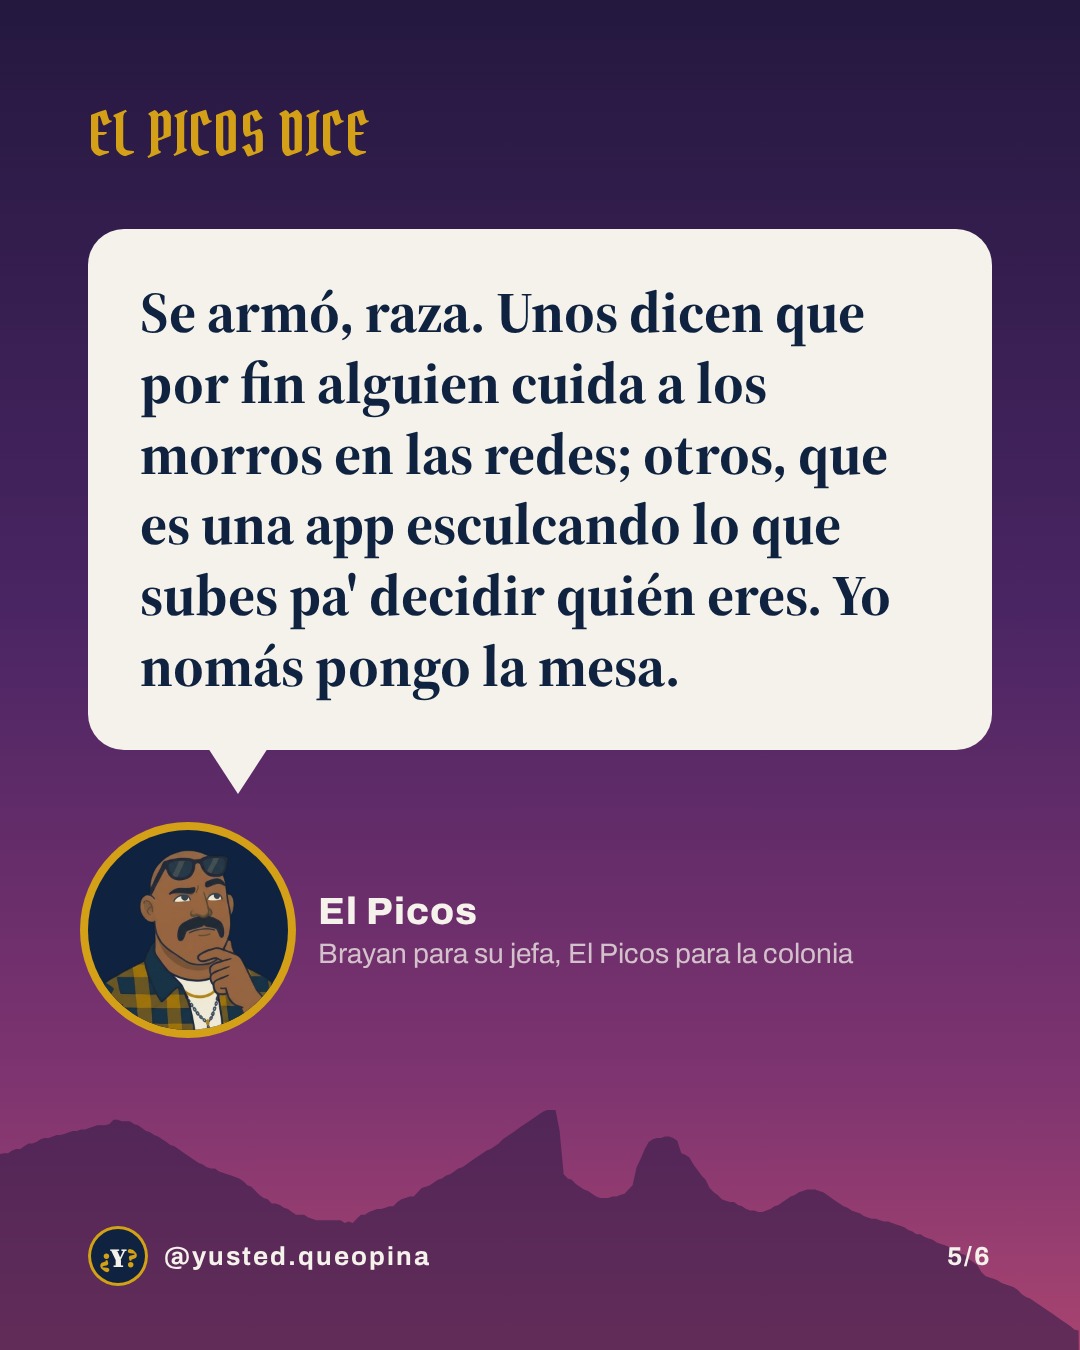 EL PICOS DICE
Se armó, raza. Unos dicen que
por fin alguien cuida a los
morros en las redes; otros, que
es una app esculcando lo que
subes pa' decidir quién eres. Yo
nomás pongo la mesa.
El Picos
Brayan para su jefa, El Picos para la colonia
¿Y?
@yusted.queopina
5/6